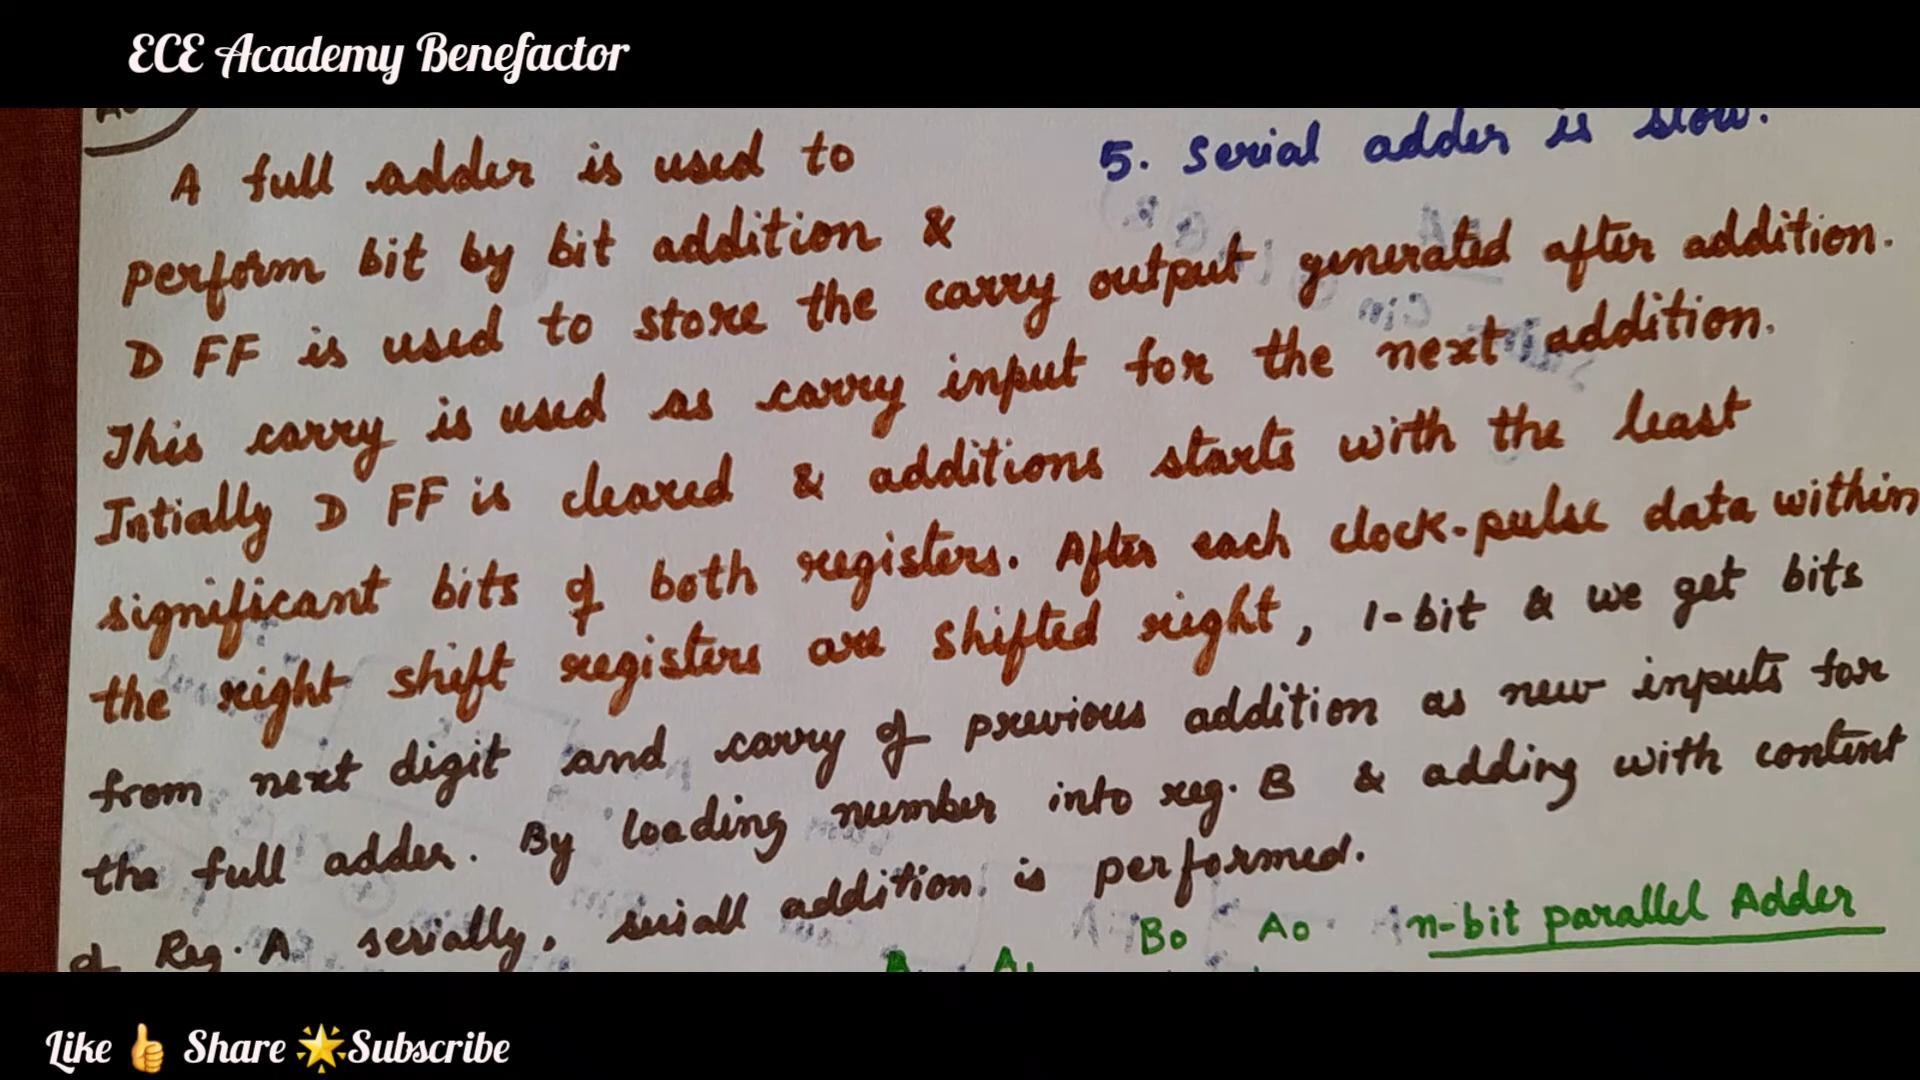 ECE Academy Benefactor
5. Serial adder is slow.
A full adder is used to
perform bit by bit addition &
D FF is used to store the carry output generated after addition.
This carry is used as carry input for the next addition.
Intially D FF is cleared & additions starts with the least
significant bits of both registers. After each clock-pulse data within
the right shift registers are shifted right, 1-bit & we get bits
from next digit and carry of previous addition as new inputs for
the full adder. By loading number into reg. B & adding with content
of Reg. A serially, seriall addition is performed.
B0 A0 n-bit parallel Adder
Like 👍 Share 🌟Subscribe